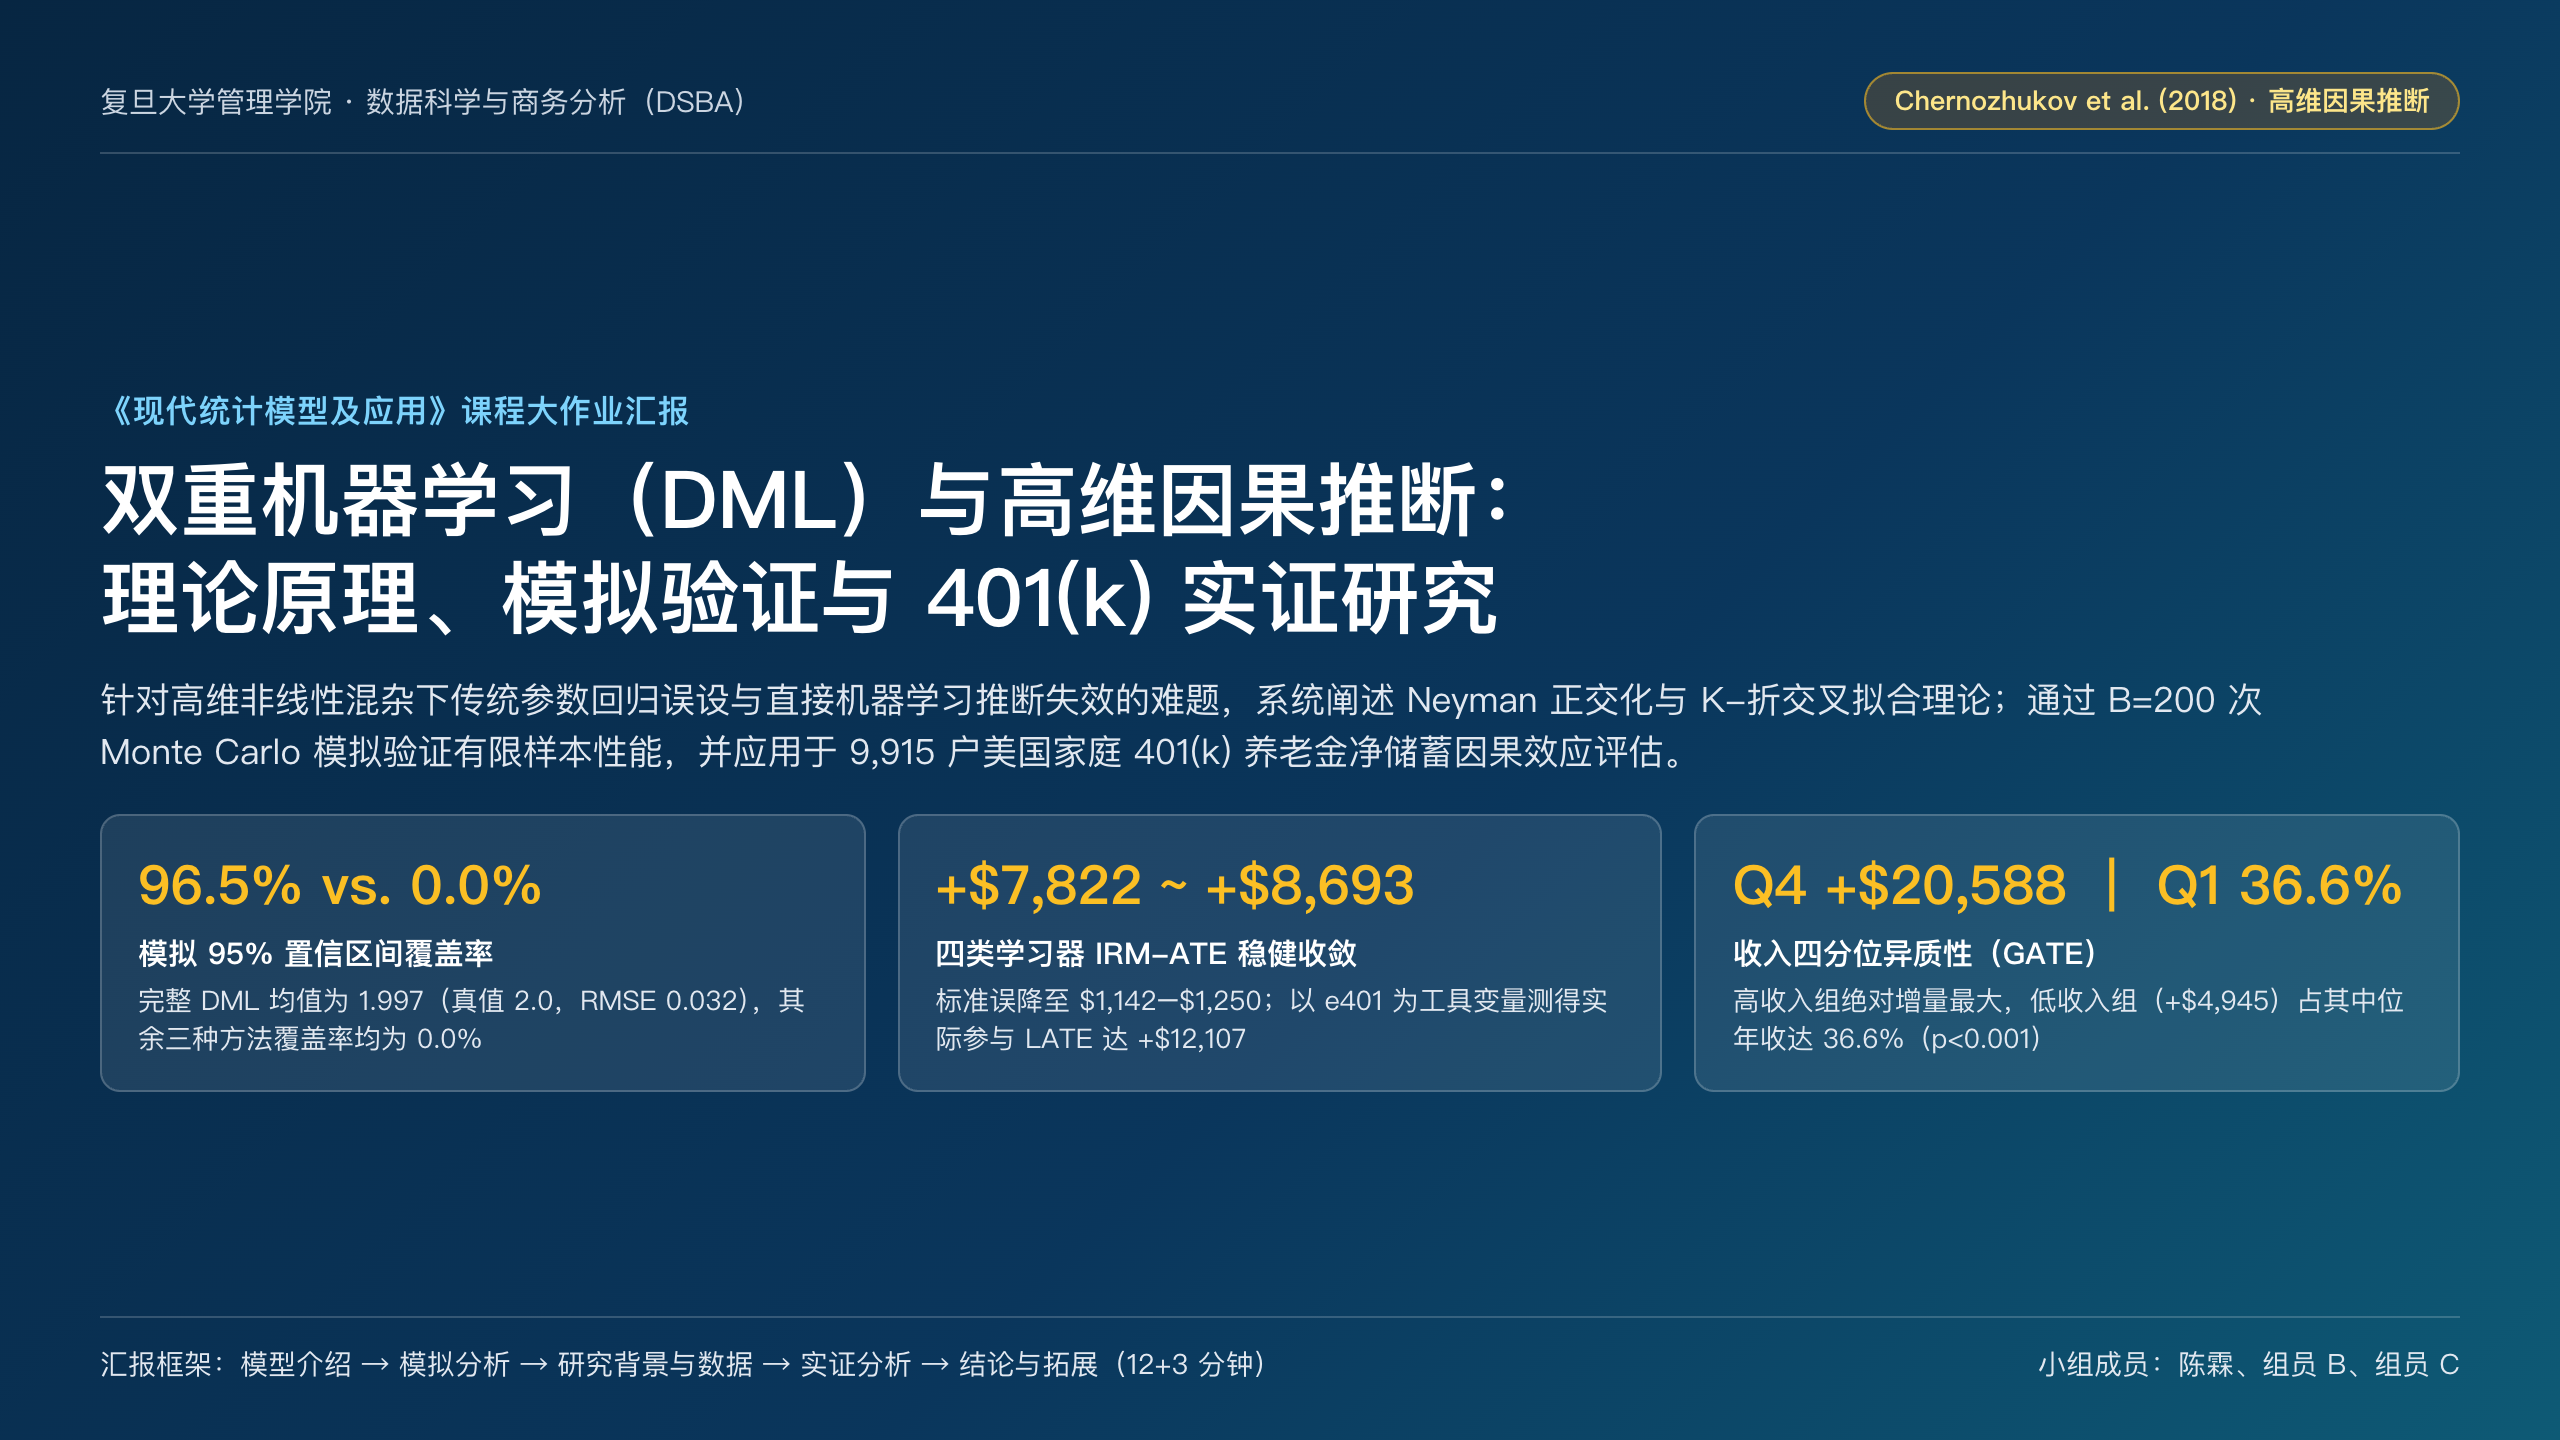 复旦大学管理学院 · 数据科学与商务分析（DSBA）
Chernozhukov et al. (2018) · 高维因果推断
《现代统计模型及应用》课程大作业汇报
双重机器学习（DML）与高维因果推断：
理论原理、模拟验证与 401(k) 实证研究
针对高维非线性混杂下传统参数回归误设与直接机器学习推断失效的难题，系统阐述 Neyman 正交化与 K-折交叉拟合理论；通过 B=200 次
Monte Carlo 模拟验证有限样本性能，并应用于 9,915 户美国家庭 401(k) 养老金净储蓄因果效应评估。
96.5% vs. 0.0%
模拟 95% 置信区间覆盖率
完整 DML 均值为 1.997（真值 2.0，RMSE 0.032），其
余三种方法覆盖率均为 0.0%
+$7,822 ~ +$8,693
四类学习器 IRM-ATE 稳健收敛
标准误降至 $1,142–$1,250；以 e401 为工具变量测得实
际参与 LATE 达 +$12,107
Q4 +$20,588 ｜ Q1 36.6%
收入四分位异质性（GATE）
高收入组绝对增量最大，低收入组（+$4,945）占其中位
年收达 36.6%（p<0.001）
汇报框架：模型介绍 → 模拟分析 → 研究背景与数据 → 实证分析 → 结论与拓展（12+3 分钟）
小组成员：陈霖、组员 B、组员 C